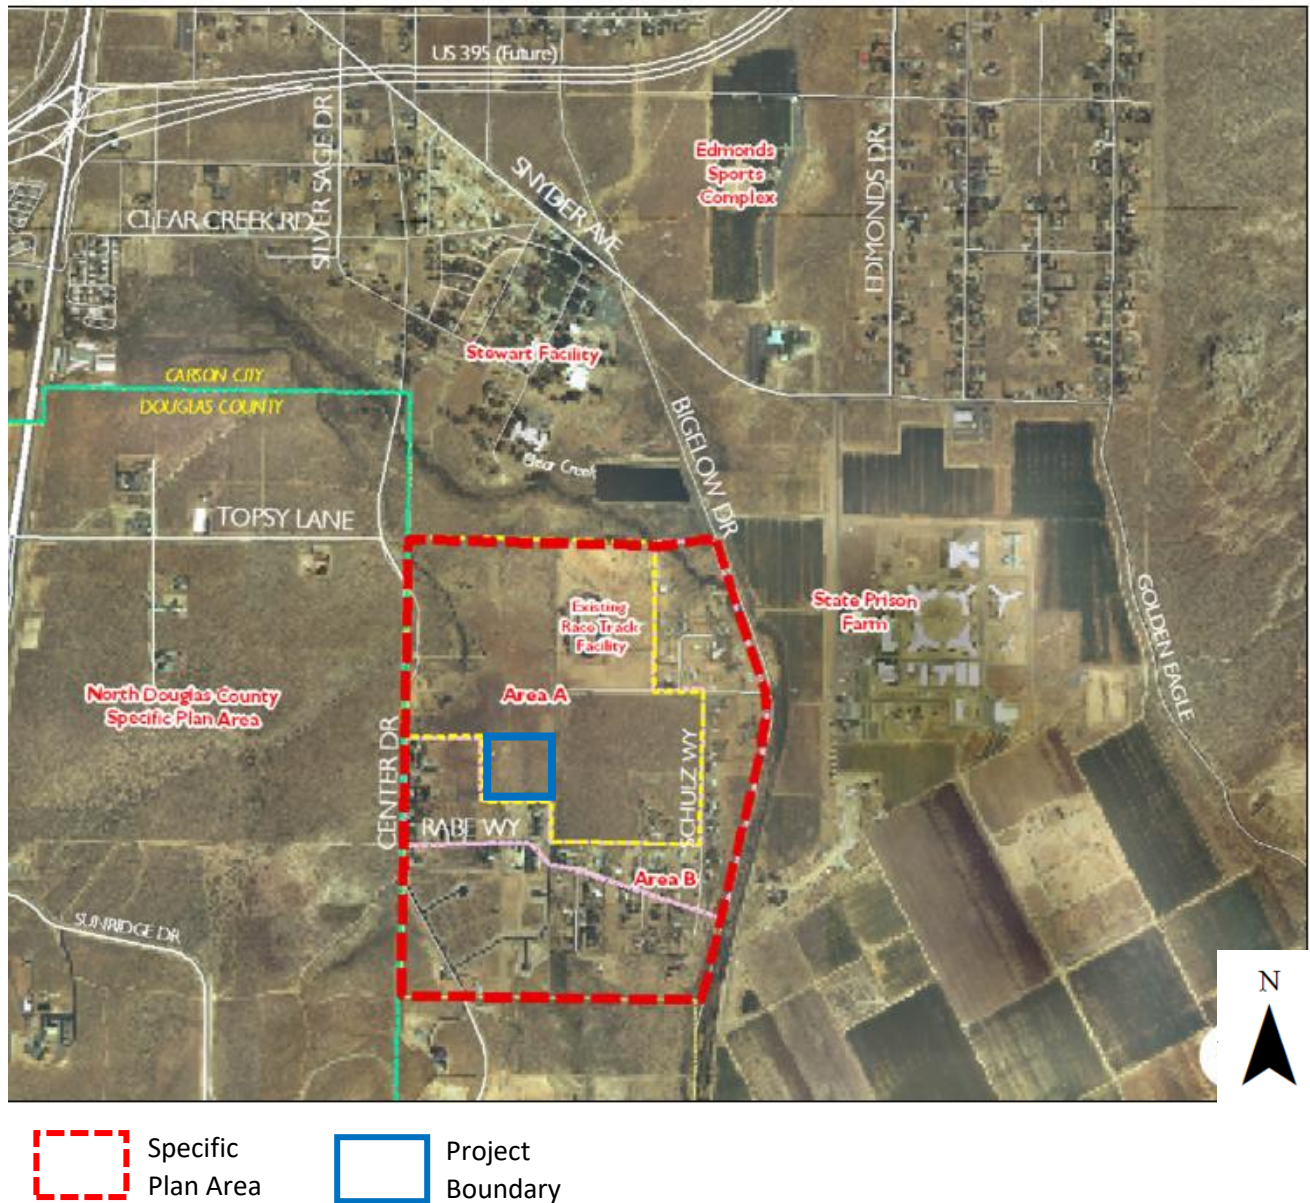 US 395 (Future)
SILVER SAGE DR
Edmonds
Sports
Complex
EDMONDS DR
SNYDER AVE
CLEAR CREEK RD
Stewart Facility
CARSON CITY
DOUGLAS COUNTY
BIGELOW DR
Clear Creek
TOPSY LANE
GOLDEN EAGLE
Existing
Race Track
Facility
State Prison
Farm
North Douglas County
Specific Plan Area
Area A
CENTER DR
SCHULZ WY
RABE WY
Area B
SUNRIDGE DR
N
Specific
Plan Area
Project
Boundary